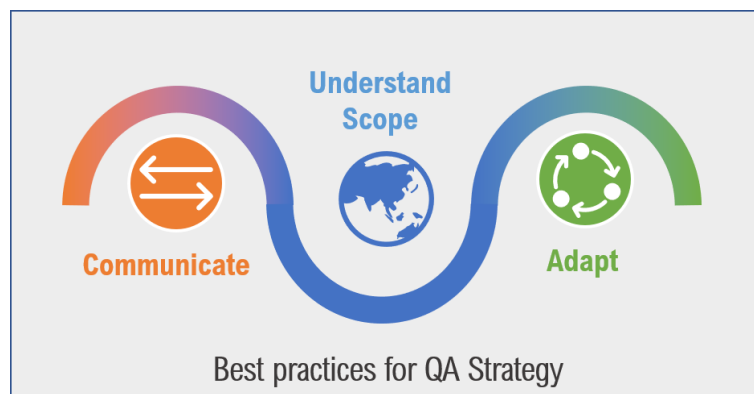 Understand
Scope
Communicate
Adapt
Best practices for QA Strategy